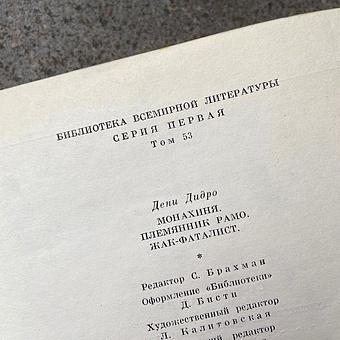 БИБЛИОТЕКА ВСЕМИРНОЙ ЛИТЕРАТУРЫ
СЕРИЯ ПЕРВАЯ
Том 53
Дени Дидро
МОНАХИНЯ.
ПЛЕМЯННИК РАМО.
ЖАК-ФАТАЛИСТ.
*
Редактор С. Брахман
Оформление «Библиотеки»
Д. Бисти
Художественный редактор
Л. Калитовская
редактор